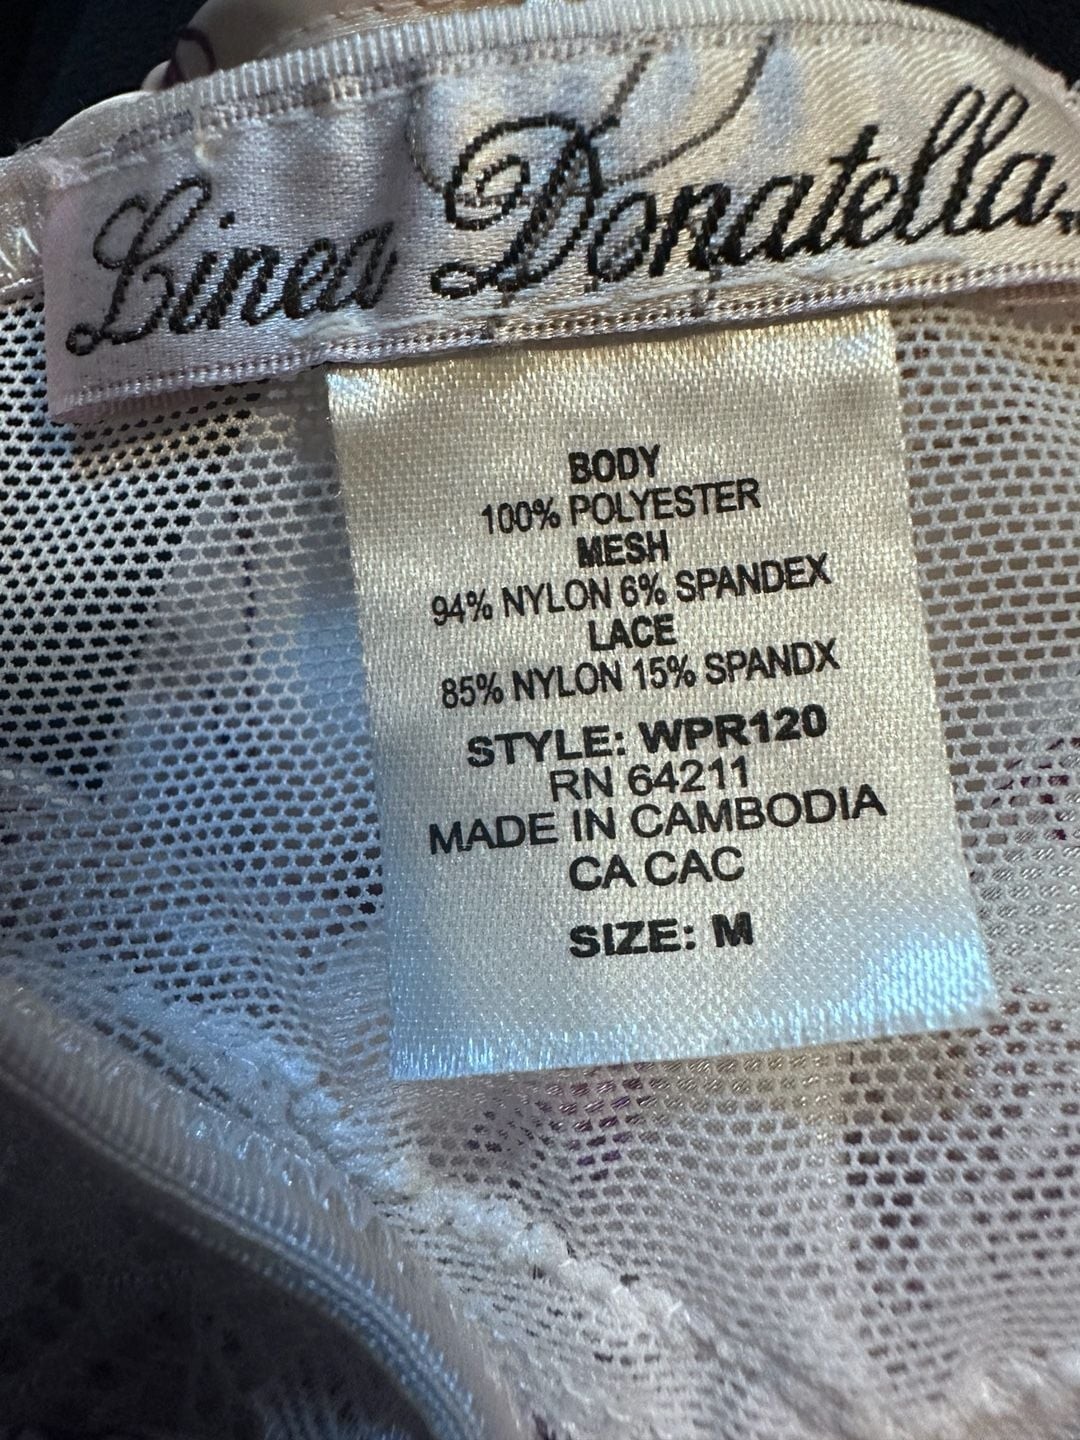 Linea Donatella
BODY
100% POLYESTER
MESH
94% NYLON 6% SPANDEX
LACE
85% NYLON 15% SPANDX
STYLE: WPR120
RN 64211
MADE IN CAMBODIA
CA CAC
SIZE: M